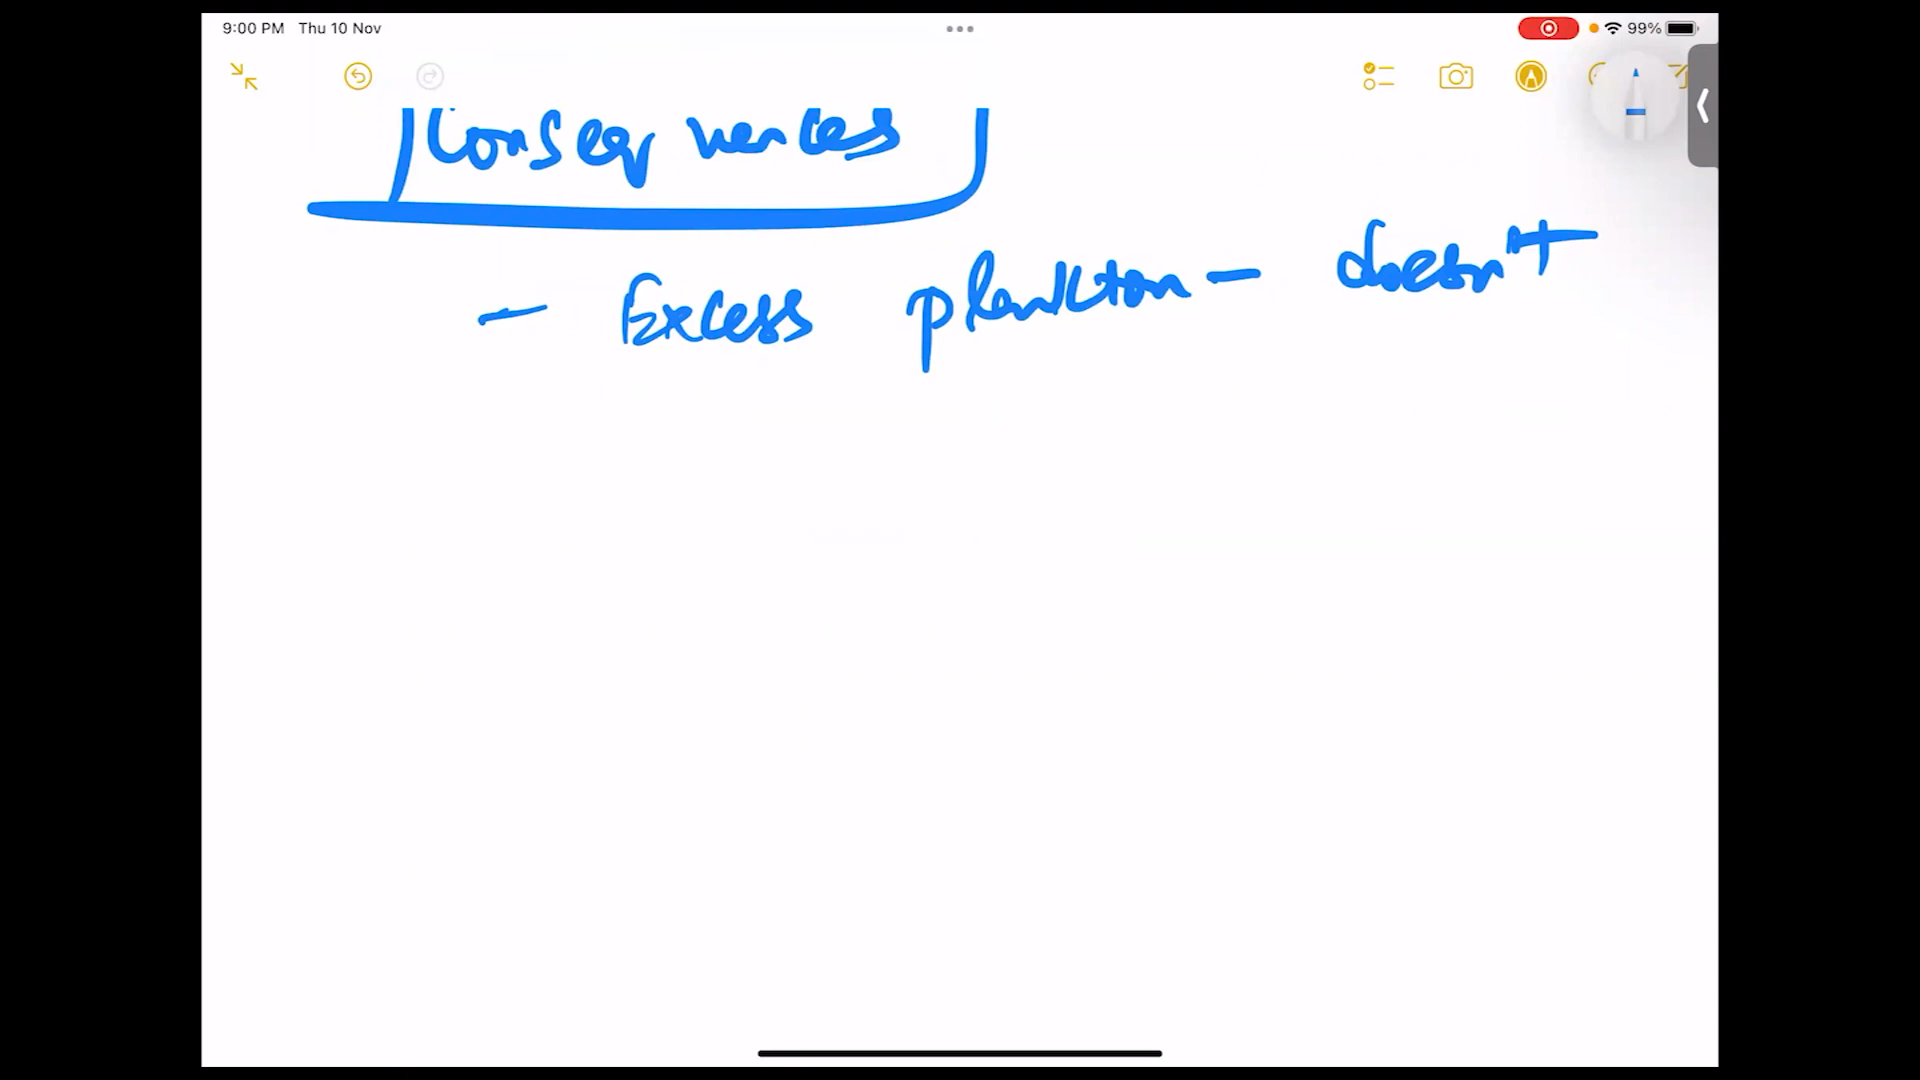 9:00 PM Thu 10 Nov 99%
Consequences
- Excess plankton - doesn't